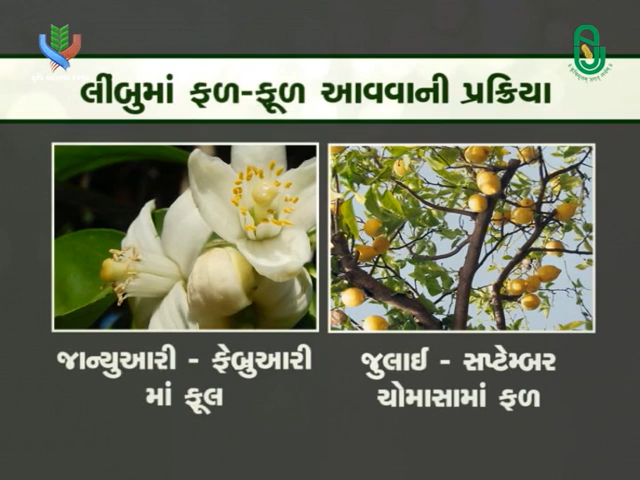 લીંબુમાં ફળ-ફૂળ આવવાની પ્રક્રિયા
જાન્યુઆરી - ફેબ્રુઆરી
માં ફૂલ
જુલાઈ - સપ્ટેમ્બર
ચોમાસામાં ફળ